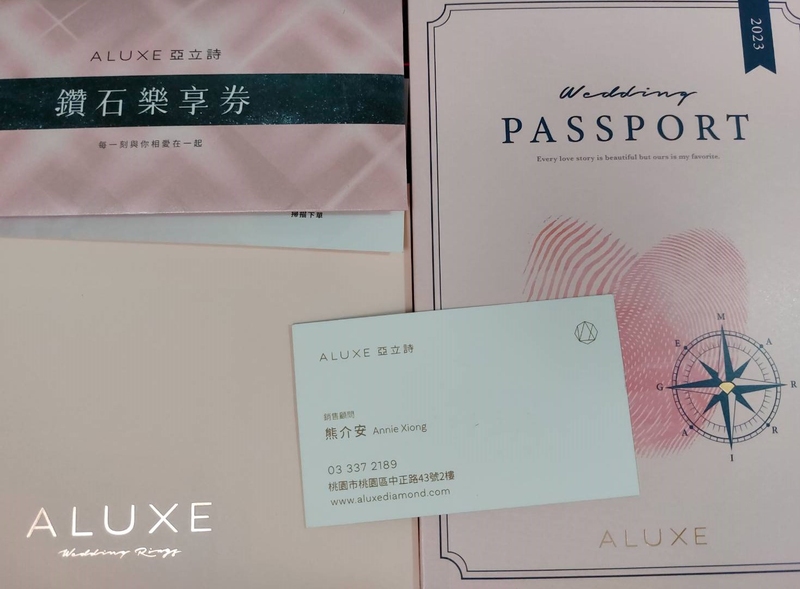 ALUXE 亞立詩
鑽石樂享券
每一刻與你相愛在一起
掃描下單
ALUXE
Wedding Rings
2023
Wedding
PASSPORT
Every love story is beautiful but ours is my favorite.
M
A
R
R
I
A
G
E
ALUXE
ALUXE 亞立詩
銷售顧問
熊介安 Annie Xiong
03 337 2189
桃園市桃園區中正路43號2樓
www.aluxediamond.com